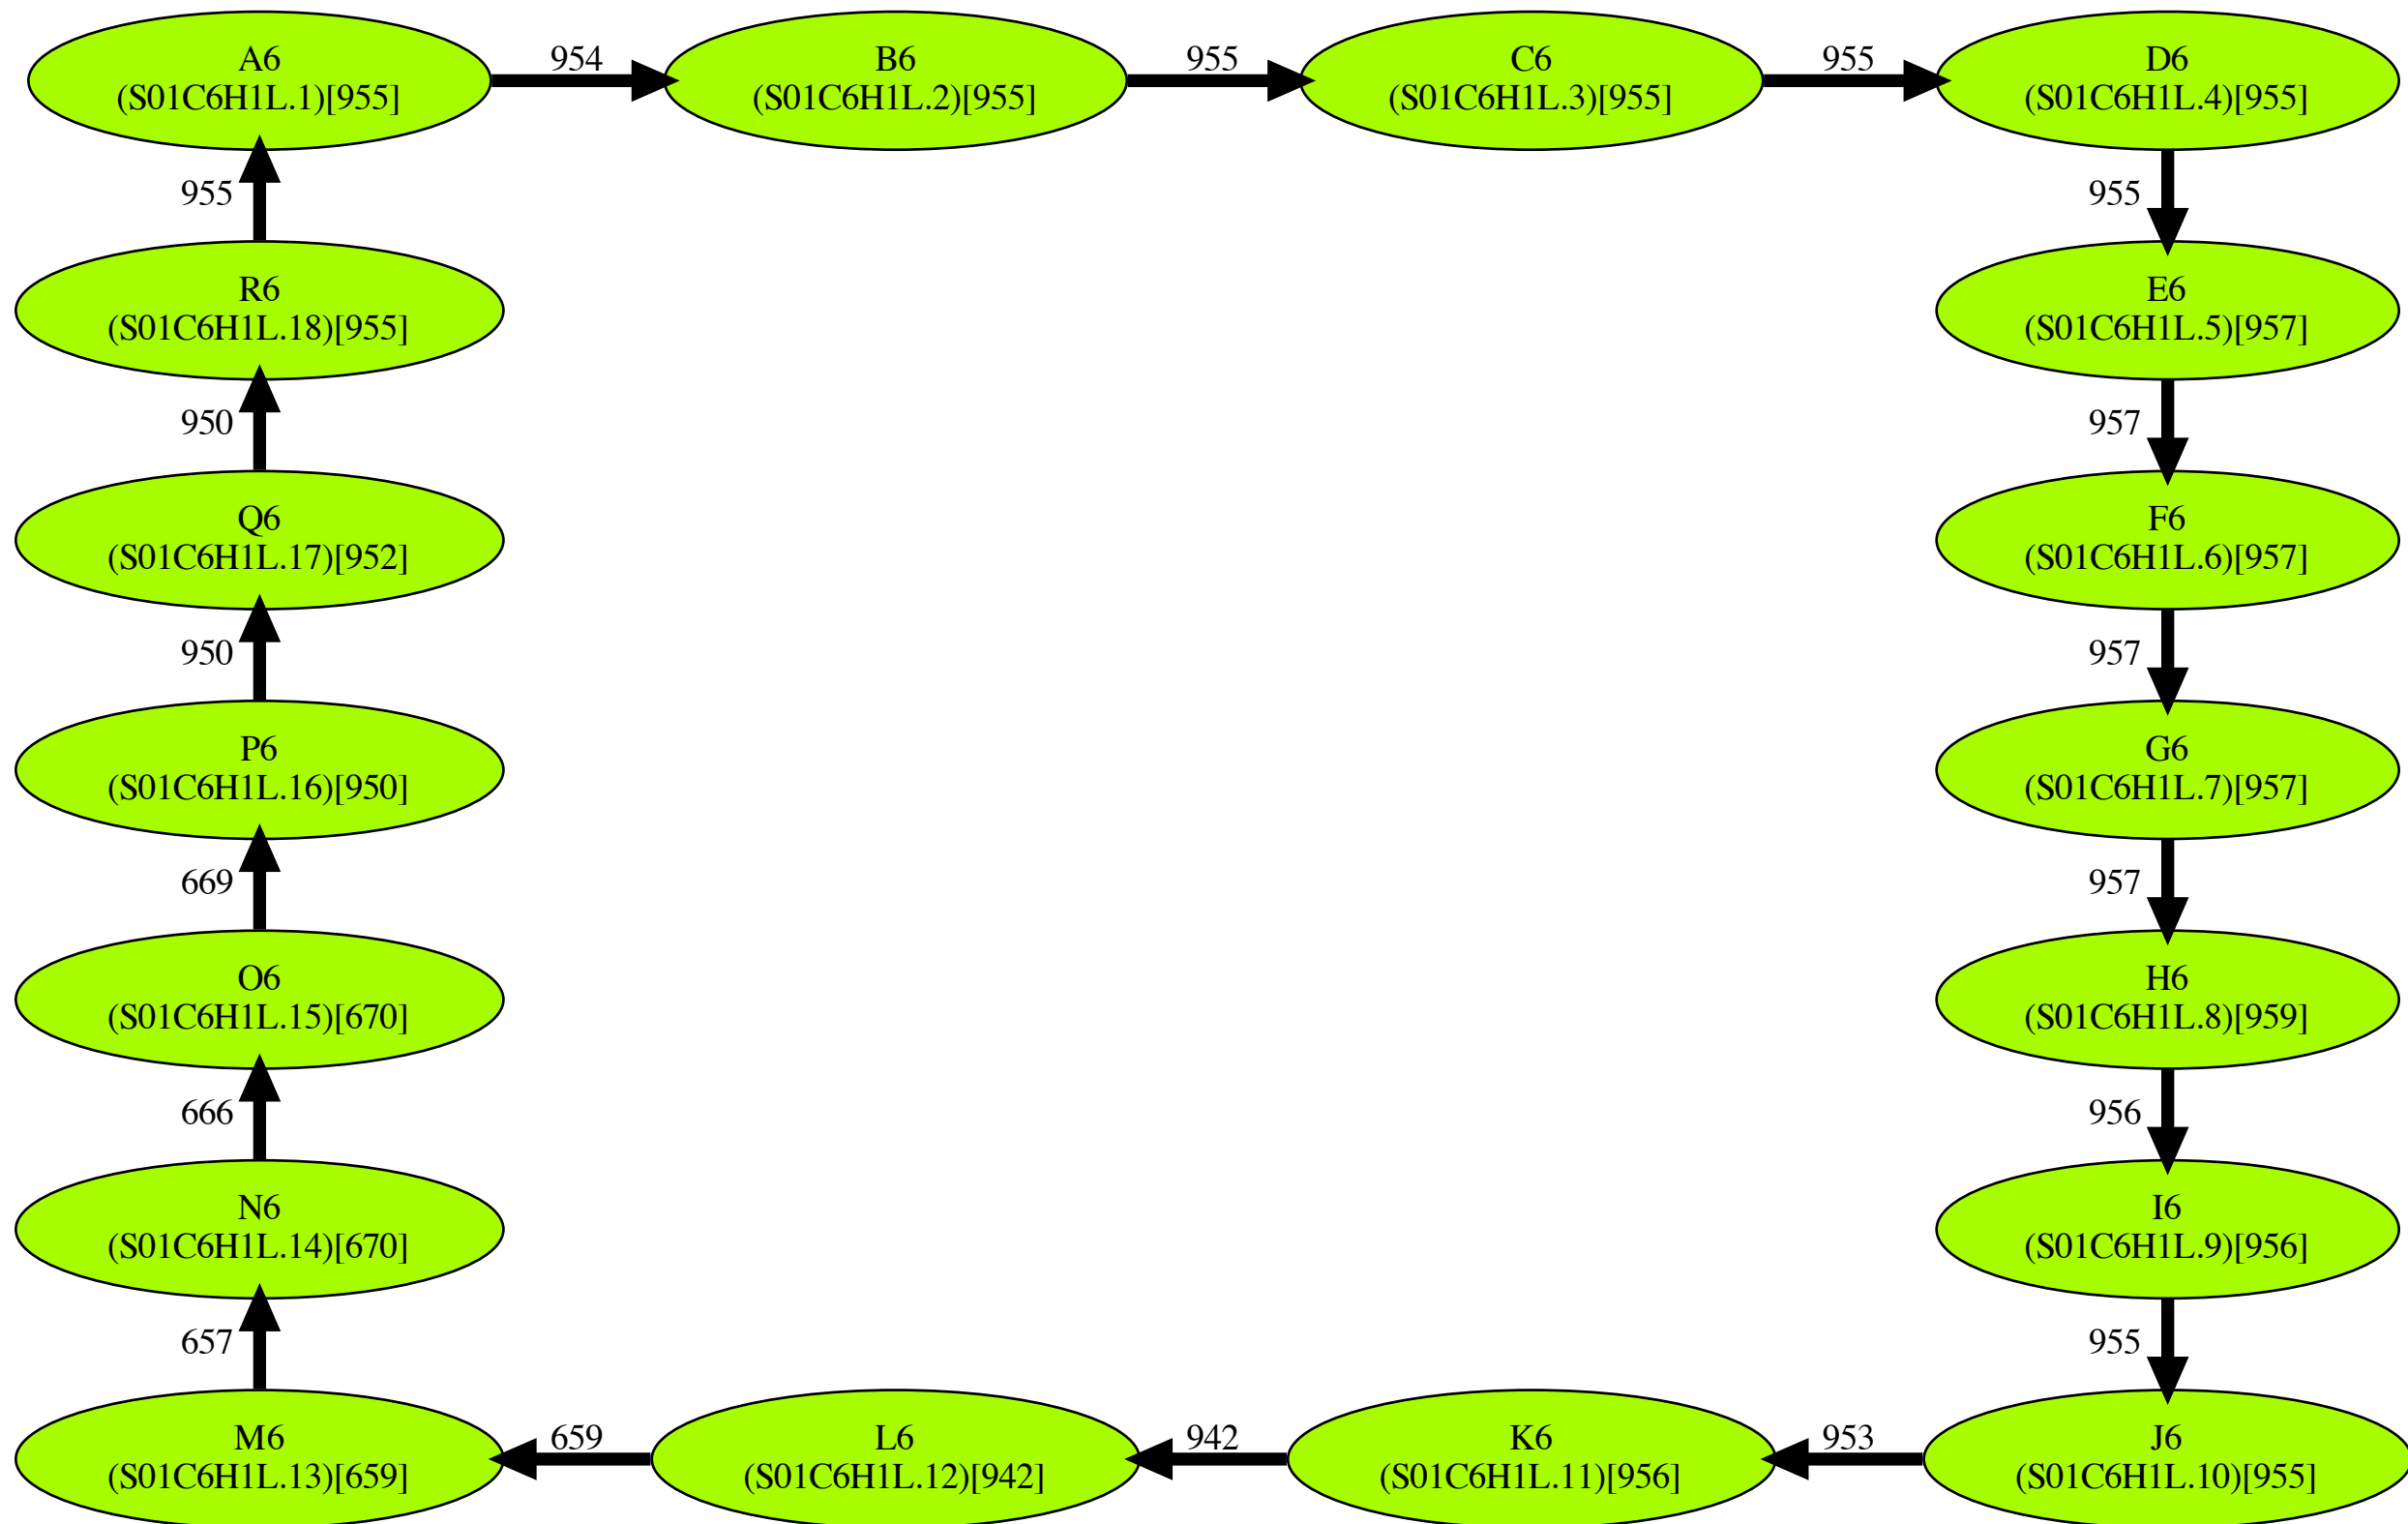 A6
(S01C6H1L.1)[955]
954
B6
(S01C6H1L.2)[955]
955
C6
(S01C6H1L.3)[955]
955
D6
(S01C6H1L.4)[955]
955
955
R6
(S01C6H1L.18)[955]
E6
(S01C6H1L.5)[957]
950
957
Q6
(S01C6H1L.17)[952]
F6
(S01C6H1L.6)[957]
950
957
P6
(S01C6H1L.16)[950]
G6
(S01C6H1L.7)[957]
669
957
O6
(S01C6H1L.15)[670]
H6
(S01C6H1L.8)[959]
666
956
N6
(S01C6H1L.14)[670]
I6
(S01C6H1L.9)[956]
657
955
M6
(S01C6H1L.13)[659]
659
L6
(S01C6H1L.12)[942]
942
K6
(S01C6H1L.11)[956]
953
J6
(S01C6H1L.10)[955]